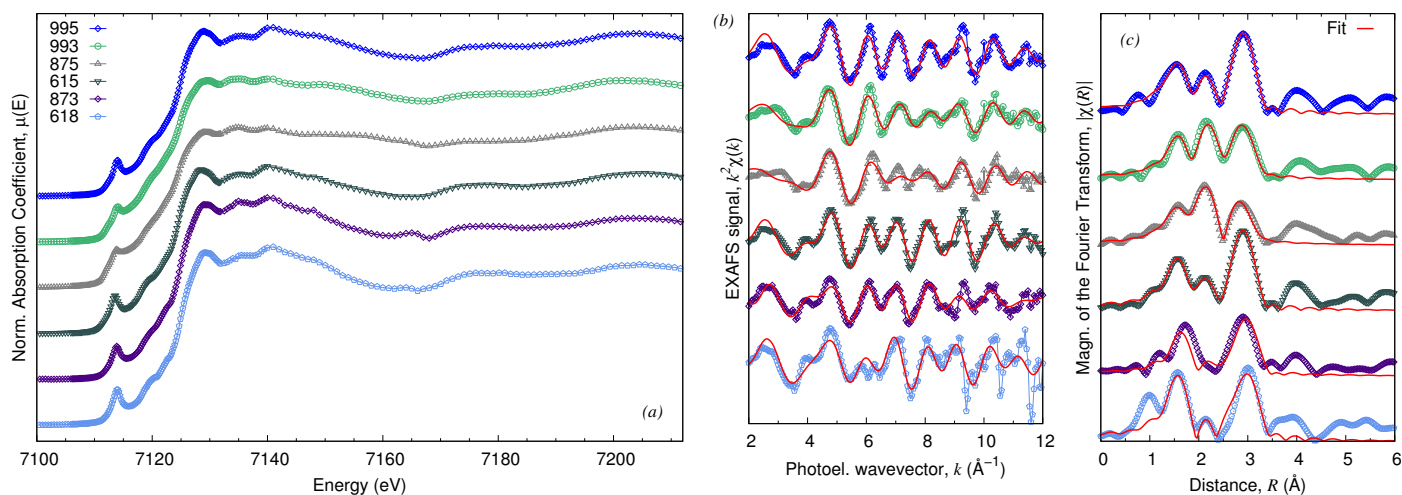 995
993
875
615
873
618
Norm. Absorption Coefficient, μ(E)
(a)
7100 7120 7140 7160 7180 7200
Energy (eV)
(b)
EXAFS signal, k²χ(k)
2 4 6 8 10 12
Photoel. wavevector, k (Å⁻¹)
(c)
Fit
Magn. of the Fourier Transform, |χ(R)|
0 1 2 3 4 5 6
Distance, R (Å)